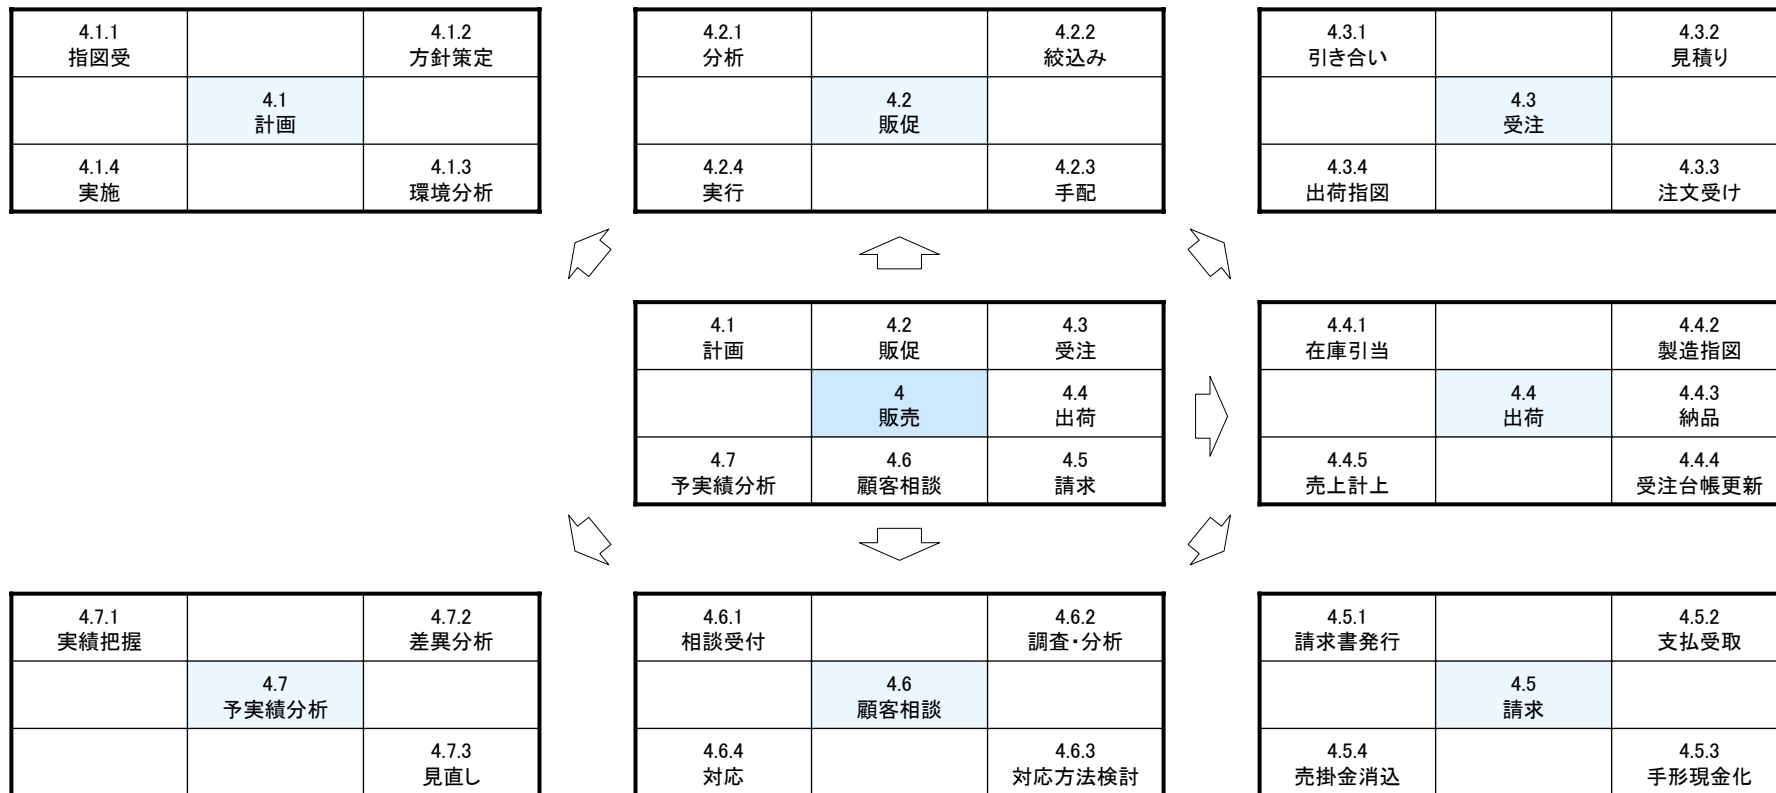 4.1.1
指図受
4.1.2
方針策定
4.1
計画
4.1.4
実施
4.1.3
環境分析
4.2.1
分析
4.2.2
絞込み
4.2
販促
4.2.4
実行
4.2.3
手配
4.3.1
引き合い
4.3.2
見積り
4.3
受注
4.3.4
出荷指図
4.3.3
注文受け
4.1
計画
4.2
販促
4.3
受注
4
販売
4.4
出荷
4.7
予実績分析
4.6
顧客相談
4.5
請求
4.4.1
在庫引当
4.4.2
製造指図
4.4
出荷
4.4.3
納品
4.4.5
売上計上
4.4.4
受注台帳更新
4.7.1
実績把握
4.7.2
差異分析
4.7
予実績分析
4.7.3
見直し
4.6.1
相談受付
4.6.2
調査・分析
4.6
顧客相談
4.6.4
対応
4.6.3
対応方法検討
4.5.1
請求書発行
4.5.2
支払受取
4.5
請求
4.5.4
売掛金消込
4.5.3
手形現金化